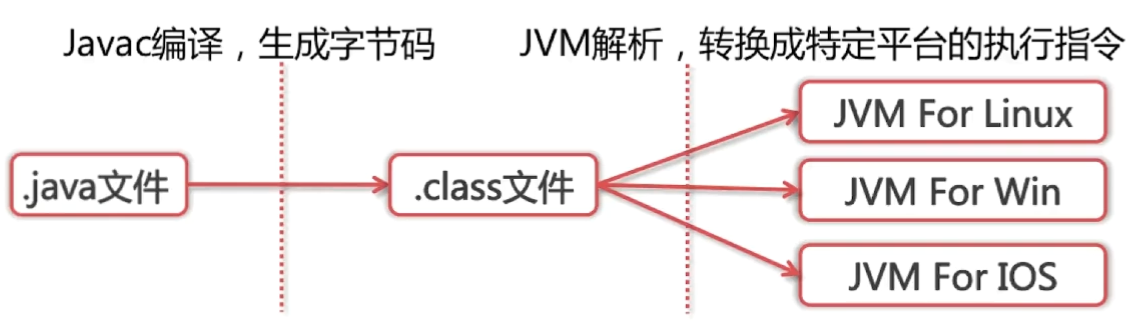 Javac编译，生成字节码
JVM解析，转换成特定平台的执行指令
.java文件
.class文件
JVM For Linux
JVM For Win
JVM For IOS